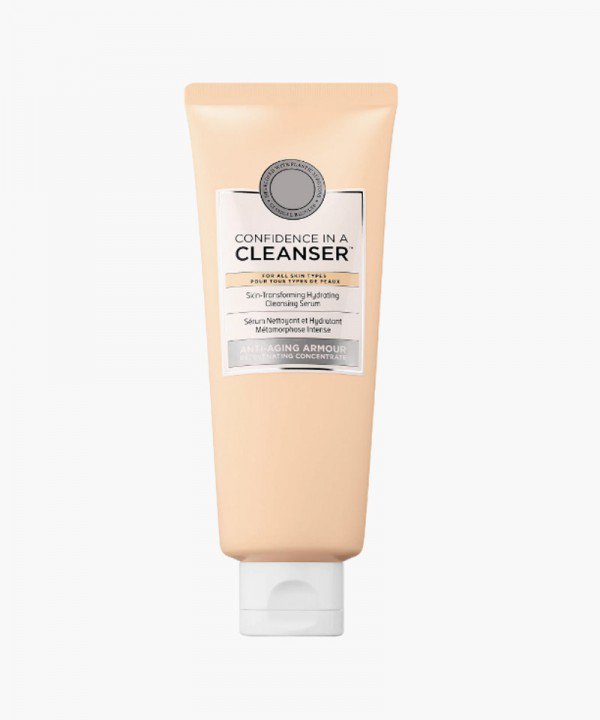 CONFIDENCE IN A
CLEANSER™
FOR ALL SKIN TYPES
POUR TOUS TYPES DE PEAUX
Skin-Transforming Hydrating
Cleansing Serum
Sérum Nettoyant et Hydratant
Métamorphose Intense
ANTI-AGING ARMOUR
CONCENTRATE